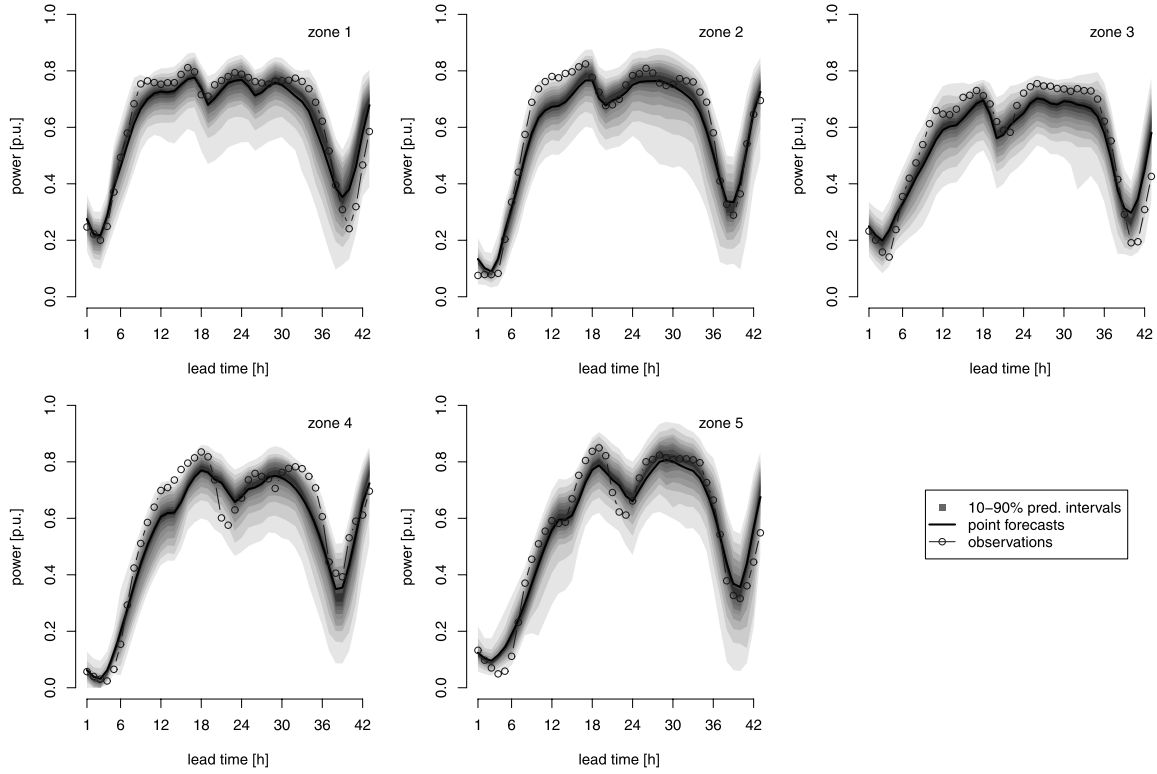 zone 1
1.0
0.8
0.6
0.4
0.2
0.0
power [p.u.]
1 6 12 18 24 30 36 42
lead time [h]
zone 2
1.0
0.8
0.6
0.4
0.2
0.0
power [p.u.]
1 6 12 18 24 30 36 42
lead time [h]
zone 3
1.0
0.8
0.6
0.4
0.2
0.0
power [p.u.]
1 6 12 18 24 30 36 42
lead time [h]
zone 4
1.0
0.8
0.6
0.4
0.2
0.0
power [p.u.]
1 6 12 18 24 30 36 42
lead time [h]
zone 5
1.0
0.8
0.6
0.4
0.2
0.0
power [p.u.]
1 6 12 18 24 30 36 42
lead time [h]
10−90% pred. intervals
point forecasts
observations